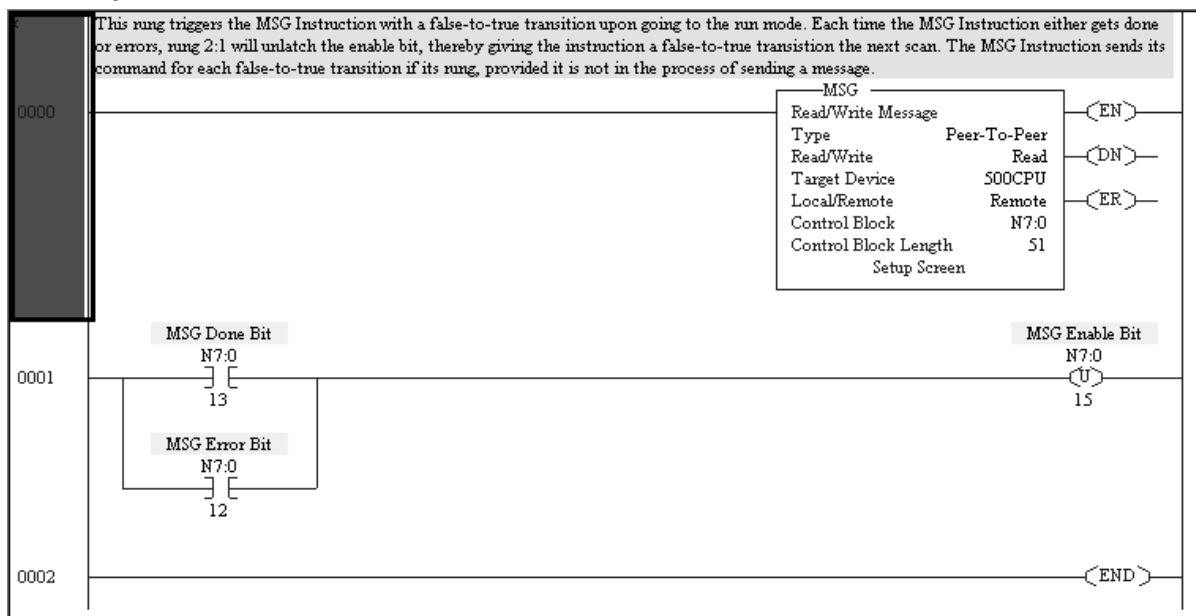 This rung triggers the MSG Instruction with a false-to-true transition upon going to the run mode. Each time the MSG Instruction either gets done
or errors, rung 2:1 will unlatch the enable bit, thereby giving the instruction a false-to-true transistion the next scan. The MSG Instruction sends its
command for each false-to-true transition if its rung, provided it is not in the process of sending a message.
0000
MSG
Read/Write Message
Type Peer-To-Peer
Read/Write Read
Target Device 500CPU
Local/Remote Remote
Control Block N7:0
Control Block Length 51
Setup Screen
EN
DN
ER
0001
MSG Done Bit
N7:0
13
MSG Error Bit
N7:0
12
MSG Enable Bit
N7:0
U
15
0002
END